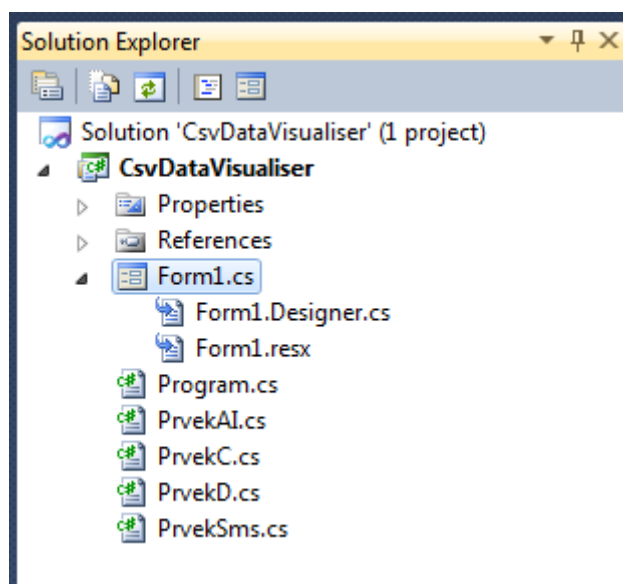 Solution Explorer
Solution 'CsvDataVisualiser' (1 project)
CsvDataVisualiser
Properties
References
Form1.cs
Form1.Designer.cs
Form1.resx
Program.cs
PrvekAI.cs
PrvekC.cs
PrvekD.cs
PrvekSms.cs